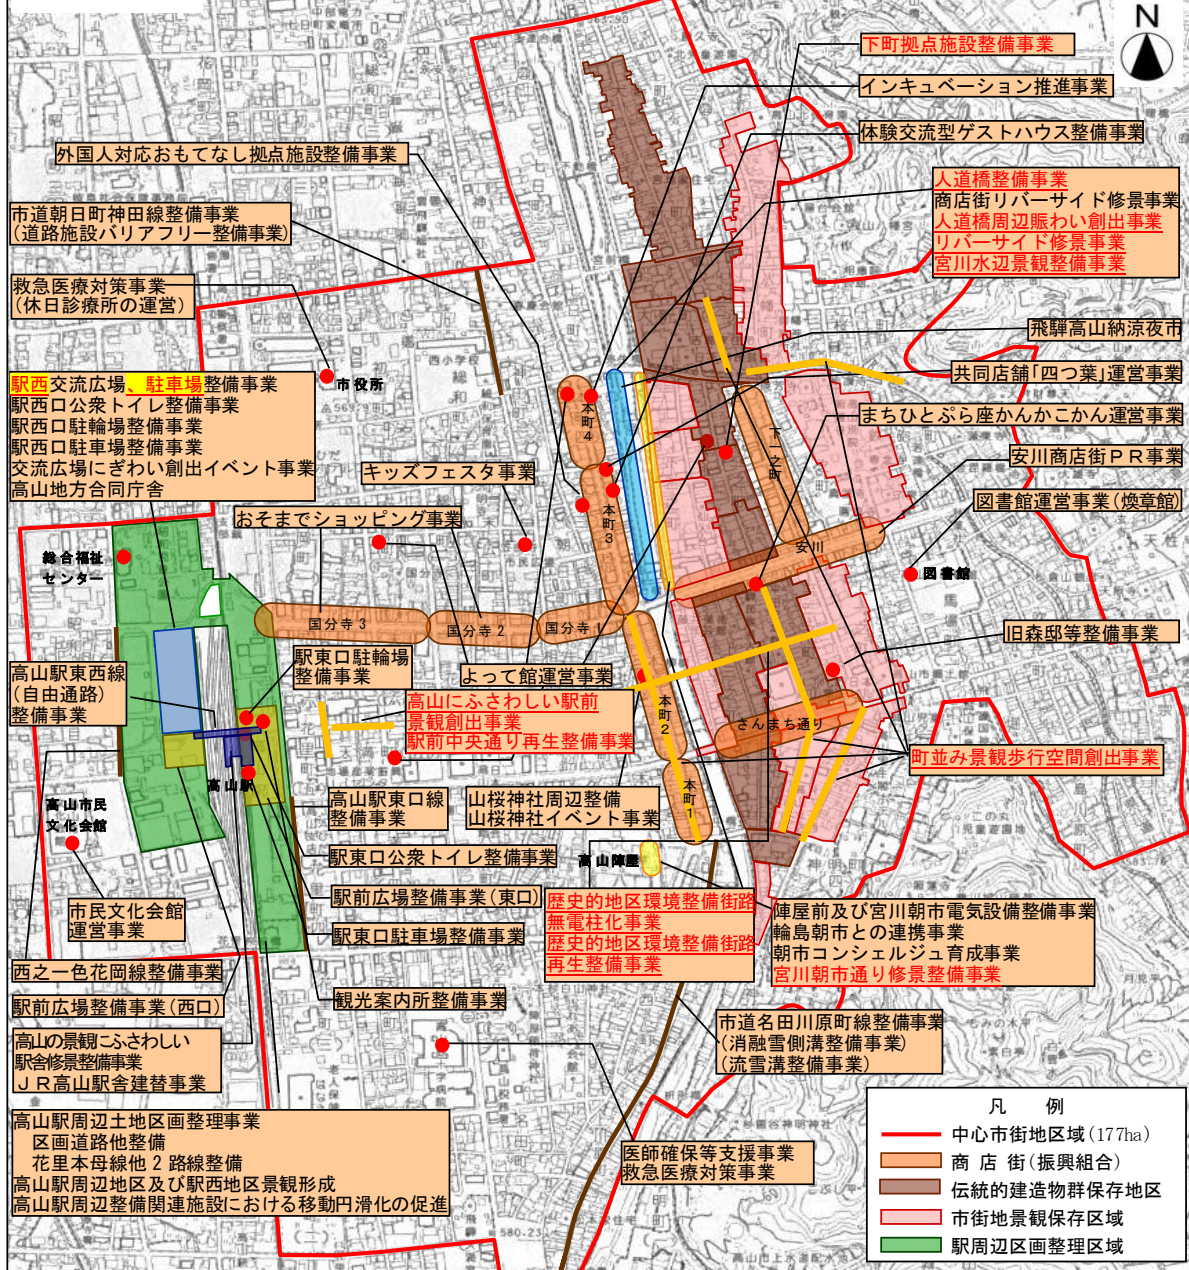 N
下町拠点施設整備事業
インキュベーション推進事業
体験交流型ゲストハウス整備事業
外国人対応おもてなし拠点施設整備事業
人道橋整備事業
商店街リバーサイド修景事業
人道橋周辺賑わい創出事業
リバーサイド修景事業
宮川水辺景観整備事業
市道朝日町神田線整備事業
(道路施設バリアフリー整備事業)
救急医療対策事業
(休日診療所の運営)
飛騨高山納涼夜市
共同店舗「四つ葉」運営事業
市役所
駅西交流広場、駐車場整備事業
駅西口公衆トイレ整備事業
駅西口駐輪場整備事業
駅西口駐車場整備事業
交流広場にぎわい創出イベント事業
高山地方合同庁舎
本町4
下一之町
まちひとぷら座かんかこかん運営事業
安川商店街PR事業
キッズフェスタ事業
図書館運営事業(煥章館)
おそまでショッピング事業
本町3
安川
総合福祉
センター
図書館
国分寺3
国分寺2
国分寺1
旧森邸等整備事業
駅東口駐輪場
整備事業
よって館運営事業
高山駅東西線
(自由通路)
整備事業
高山にふさわしい駅前
景観創出事業
駅前中央通り再生整備事業
本町2
さんまち通り
町並み景観歩行空間創出事業
高山駅
高山市民
文化会館
高山駅東口線
整備事業
山桜神社周辺整備
山桜神社イベント事業
本町1
駅東口公衆トイレ整備事業
高山陣屋
駅前広場整備事業(東口)
歴史的地区環境整備街路
無電柱化事業
歴史的地区環境整備街路
再生整備事業
陣屋前及び宮川朝市電気設備整備事業
輪島朝市との連携事業
朝市コンシェルジュ育成事業
宮川朝市通り修景整備事業
市民文化会館
運営事業
駅東口駐車場整備事業
西之一色花岡線整備事業
駅前広場整備事業(西口)
観光案内所整備事業
高山の景観にふさわしい
駅舎修景整備事業
JR高山駅舎建替事業
市道名田川原町線整備事業
(消融雪側溝整備事業)
(流雪溝整備事業)
高山駅周辺土地区画整理事業
区画道路他整備
花里本母線他2路線整備
高山駅周辺地区及び駅西地区景観形成
高山駅周辺整備関連施設における移動円滑化の促進
医師確保等支援事業
救急医療対策事業
凡 例
中心市街地区域(177ha)
商店街(振興組合)
伝統的建造物群保存地区
市街地景観保存区域
駅周辺区画整理区域